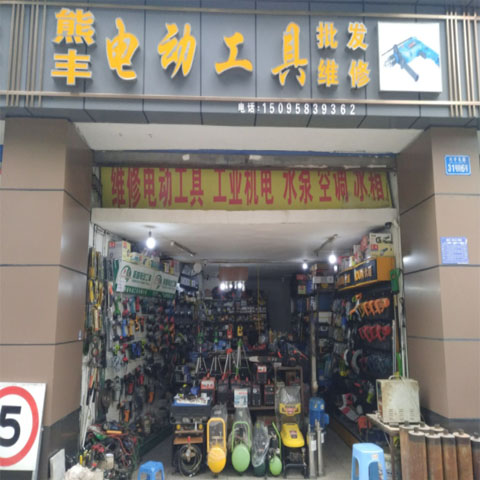 熊丰 电动工具 批发维修
电话:15095839362
维修电动工具 工业机电 水泵 空调 冰箱
5